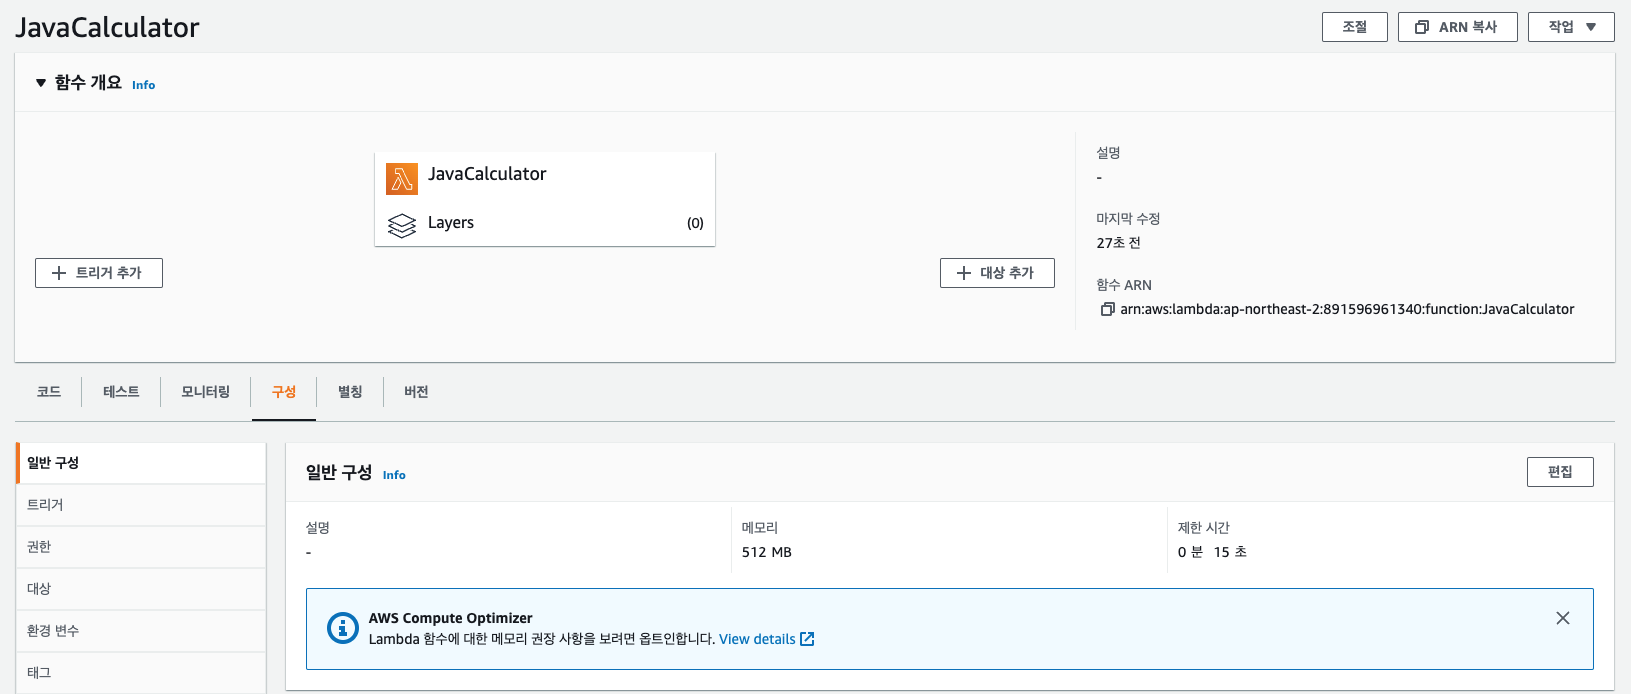 JavaCalculator
조절
ARN 복사
작업
함수 개요 Info
JavaCalculator
Layers (0)
트리거 추가
대상 추가
설명
-
마지막 수정
27초 전
함수 ARN
arn:aws:lambda:ap-northeast-2:891596961340:function:JavaCalculator
코드
테스트
모니터링
구성
별칭
버전
일반 구성
트리거
권한
대상
환경 변수
태그
일반 구성 Info
편집
설명
-
메모리
512 MB
제한 시간
0 분 15 초
AWS Compute Optimizer
Lambda 함수에 대한 메모리 권장 사항을 보려면 옵트인합니다. View details